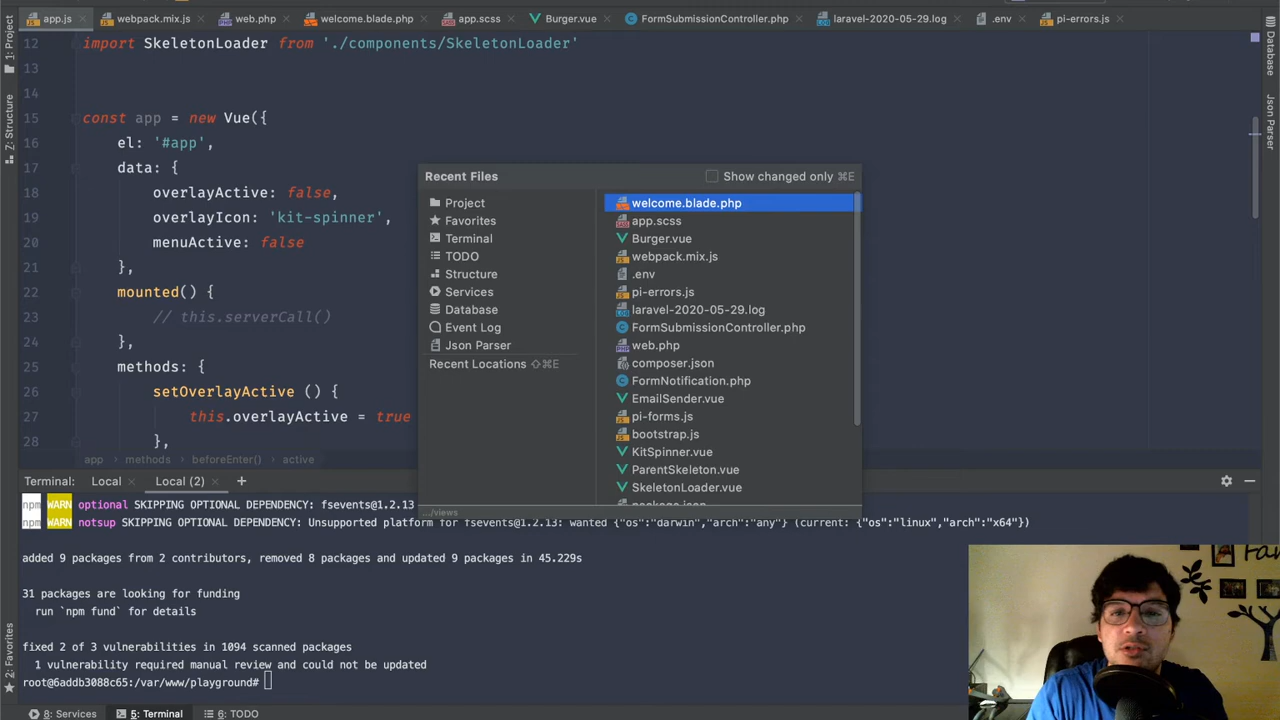 app.js
webpack.mix.js
web.php
welcome.blade.php
app.scss
Burger.vue
FormSubmissionController.php
laravel-2020-05-29.log
.env
pi-errors.js
1: Project
Z: Structure
2: Favorites
Database
Json Parser
12 import SkeletonLoader from './components/SkeletonLoader'
13
14
15 const app = new Vue({
16 el: '#app',
17 data: {
18 overlayActive: false,
19 overlayIcon: 'kit-spinner',
20 menuActive: false
21 },
22 mounted() {
23 // this.serverCall()
24 },
25 methods: {
26 setOverlayActive () {
27 this.overlayActive = true
28 },
app methods beforeEnter() active
Recent Files
Show changed only ⌘E
Project
Favorites
Terminal
TODO
Structure
Services
Database
Event Log
Json Parser
Recent Locations ⇧⌘E
welcome.blade.php
app.scss
Burger.vue
webpack.mix.js
.env
pi-errors.js
laravel-2020-05-29.log
FormSubmissionController.php
web.php
composer.json
FormNotification.php
EmailSender.vue
pi-forms.js
bootstrap.js
KitSpinner.vue
ParentSkeleton.vue
SkeletonLoader.vue
.../views
Terminal: Local Local (2) +
npm WARN optional SKIPPING OPTIONAL DEPENDENCY: fsevents@1.2.13
npm WARN notsup SKIPPING OPTIONAL DEPENDENCY: Unsupported platform for fsevents@1.2.13: wanted {"os":"darwin","arch":"any"} (current: {"os":"linux","arch":"x64"})
added 9 packages from 2 contributors, removed 8 packages and updated 9 packages in 45.229s
31 packages are looking for funding
run `npm fund` for details
fixed 2 of 3 vulnerabilities in 1094 scanned packages
1 vulnerability required manual review and could not be updated
root@6addb3088c65:/var/www/playground#
8: Services
5: Terminal
6: TODO